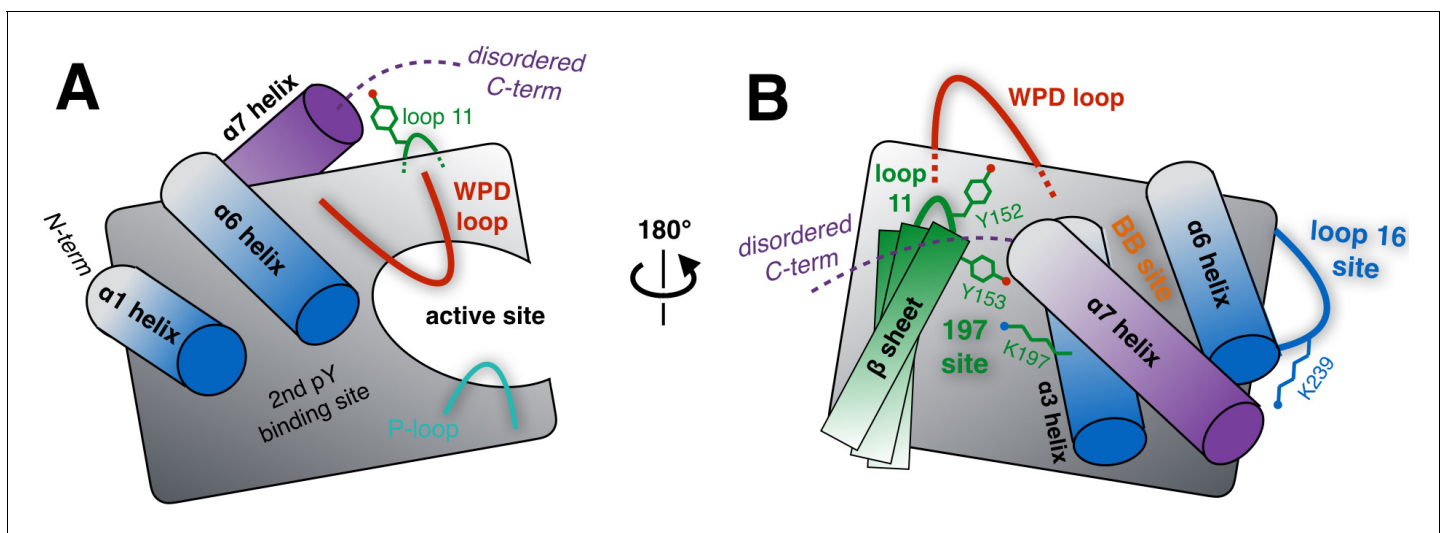 A
α7 helix
disordered
C-term
loop 11
WPD
loop
N-term
α6 helix
α1 helix
active site
2nd pY
binding site
P-loop
180°
B
WPD loop
loop
11
Y152
disordered
C-term
Y153
β sheet
197
site
K197
α3 helix
α7 helix
BB site
α6 helix
loop 16
site
K239